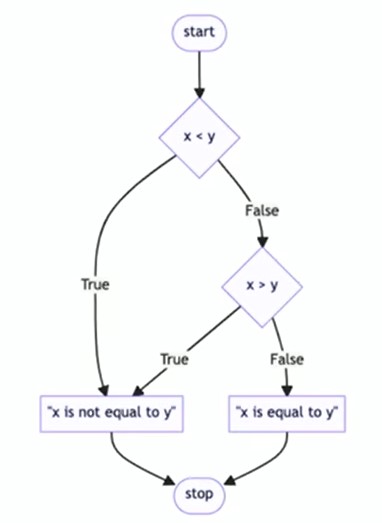 start
x < y
False
True
x > y
True
False
"x is not equal to y"
"x is equal to y"
stop